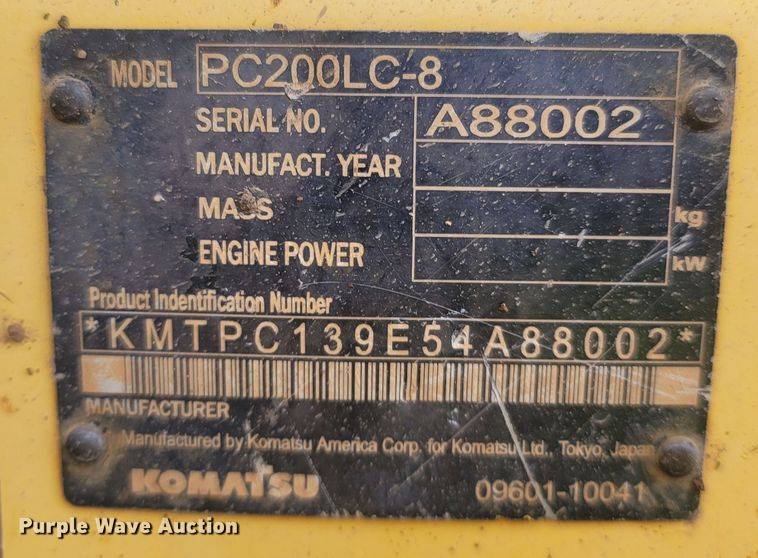 MODEL PC200LC-8
SERIAL NO. A88002
MANUFACT. YEAR
MASS kg
ENGINE POWER kW
Product Indentification Number
*KMTPC139E54A88002*
MANUFACTURER
Manufactured by Komatsu America Corp. for Komatsu Ltd., Tokyo, Japan
KOMATSU 09601-10041
Purple Wave Auction